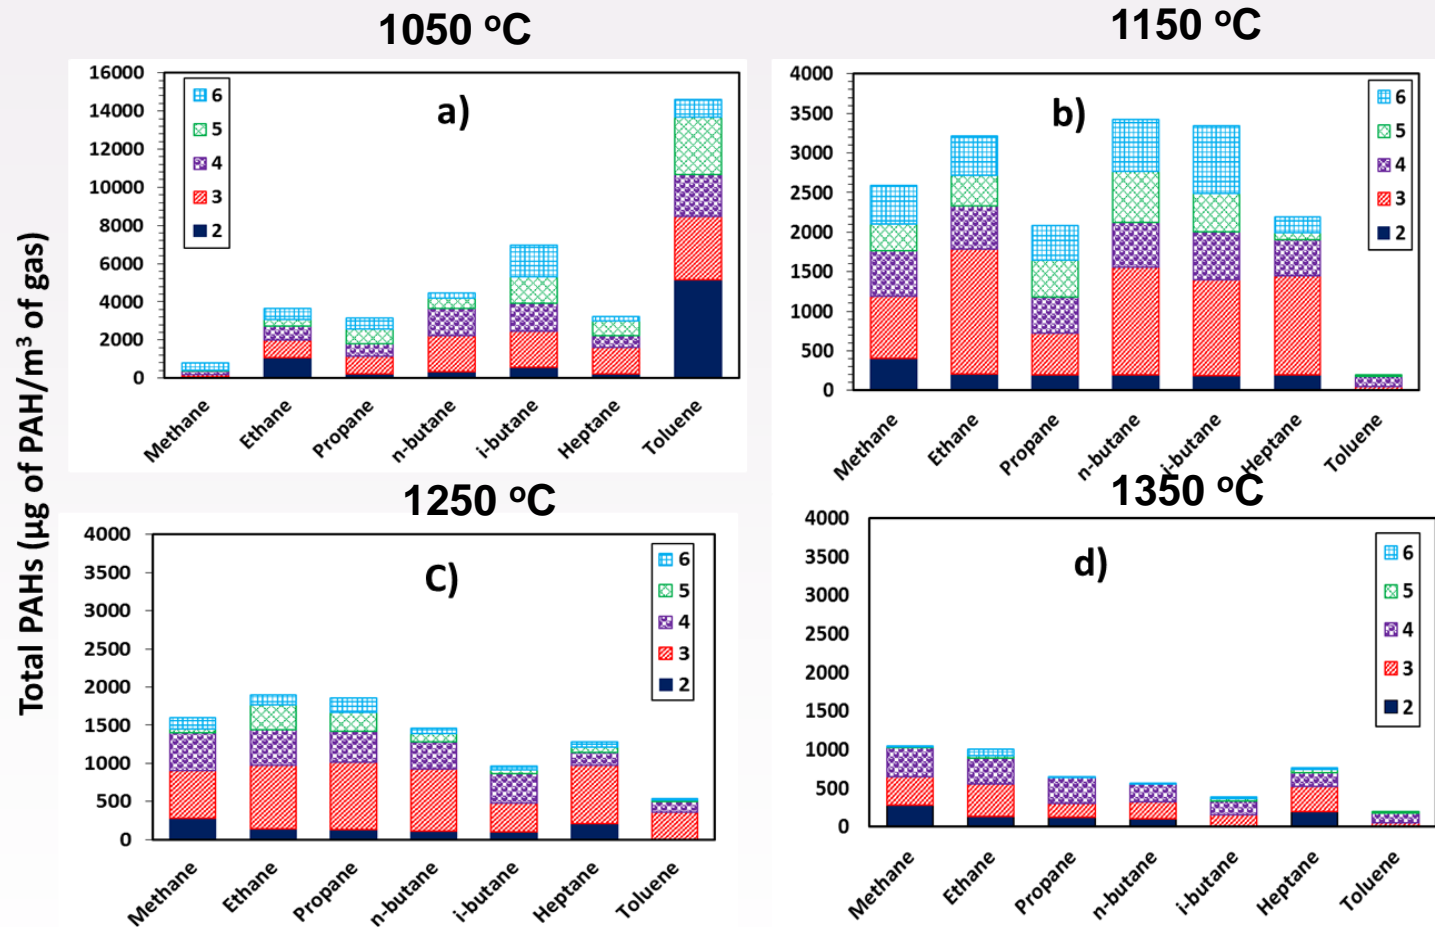 1050 ºC
1150 ºC
Total PAHs (µg of PAH/m³ of gas)
16000
14000
12000
10000
8000
6000
4000
2000
0
6
5
4
3
2
a)
Methane
Ethane
Propane
n-butane
i-butane
Heptane
Toluene
4000
3500
3000
2500
2000
1500
1000
500
0
b)
6
5
4
3
2
Methane
Ethane
Propane
n-butane
i-butane
Heptane
Toluene
1250 ºC
1350 ºC
4000
3500
3000
2500
2000
1500
1000
500
0
C)
6
5
4
3
2
Methane
Ethane
Propane
n-butane
i-butane
Heptane
Toluene
4000
3500
3000
2500
2000
1500
1000
500
0
d)
6
5
4
3
2
Methane
Ethane
Propane
n-butane
i-butane
Heptane
Toluene